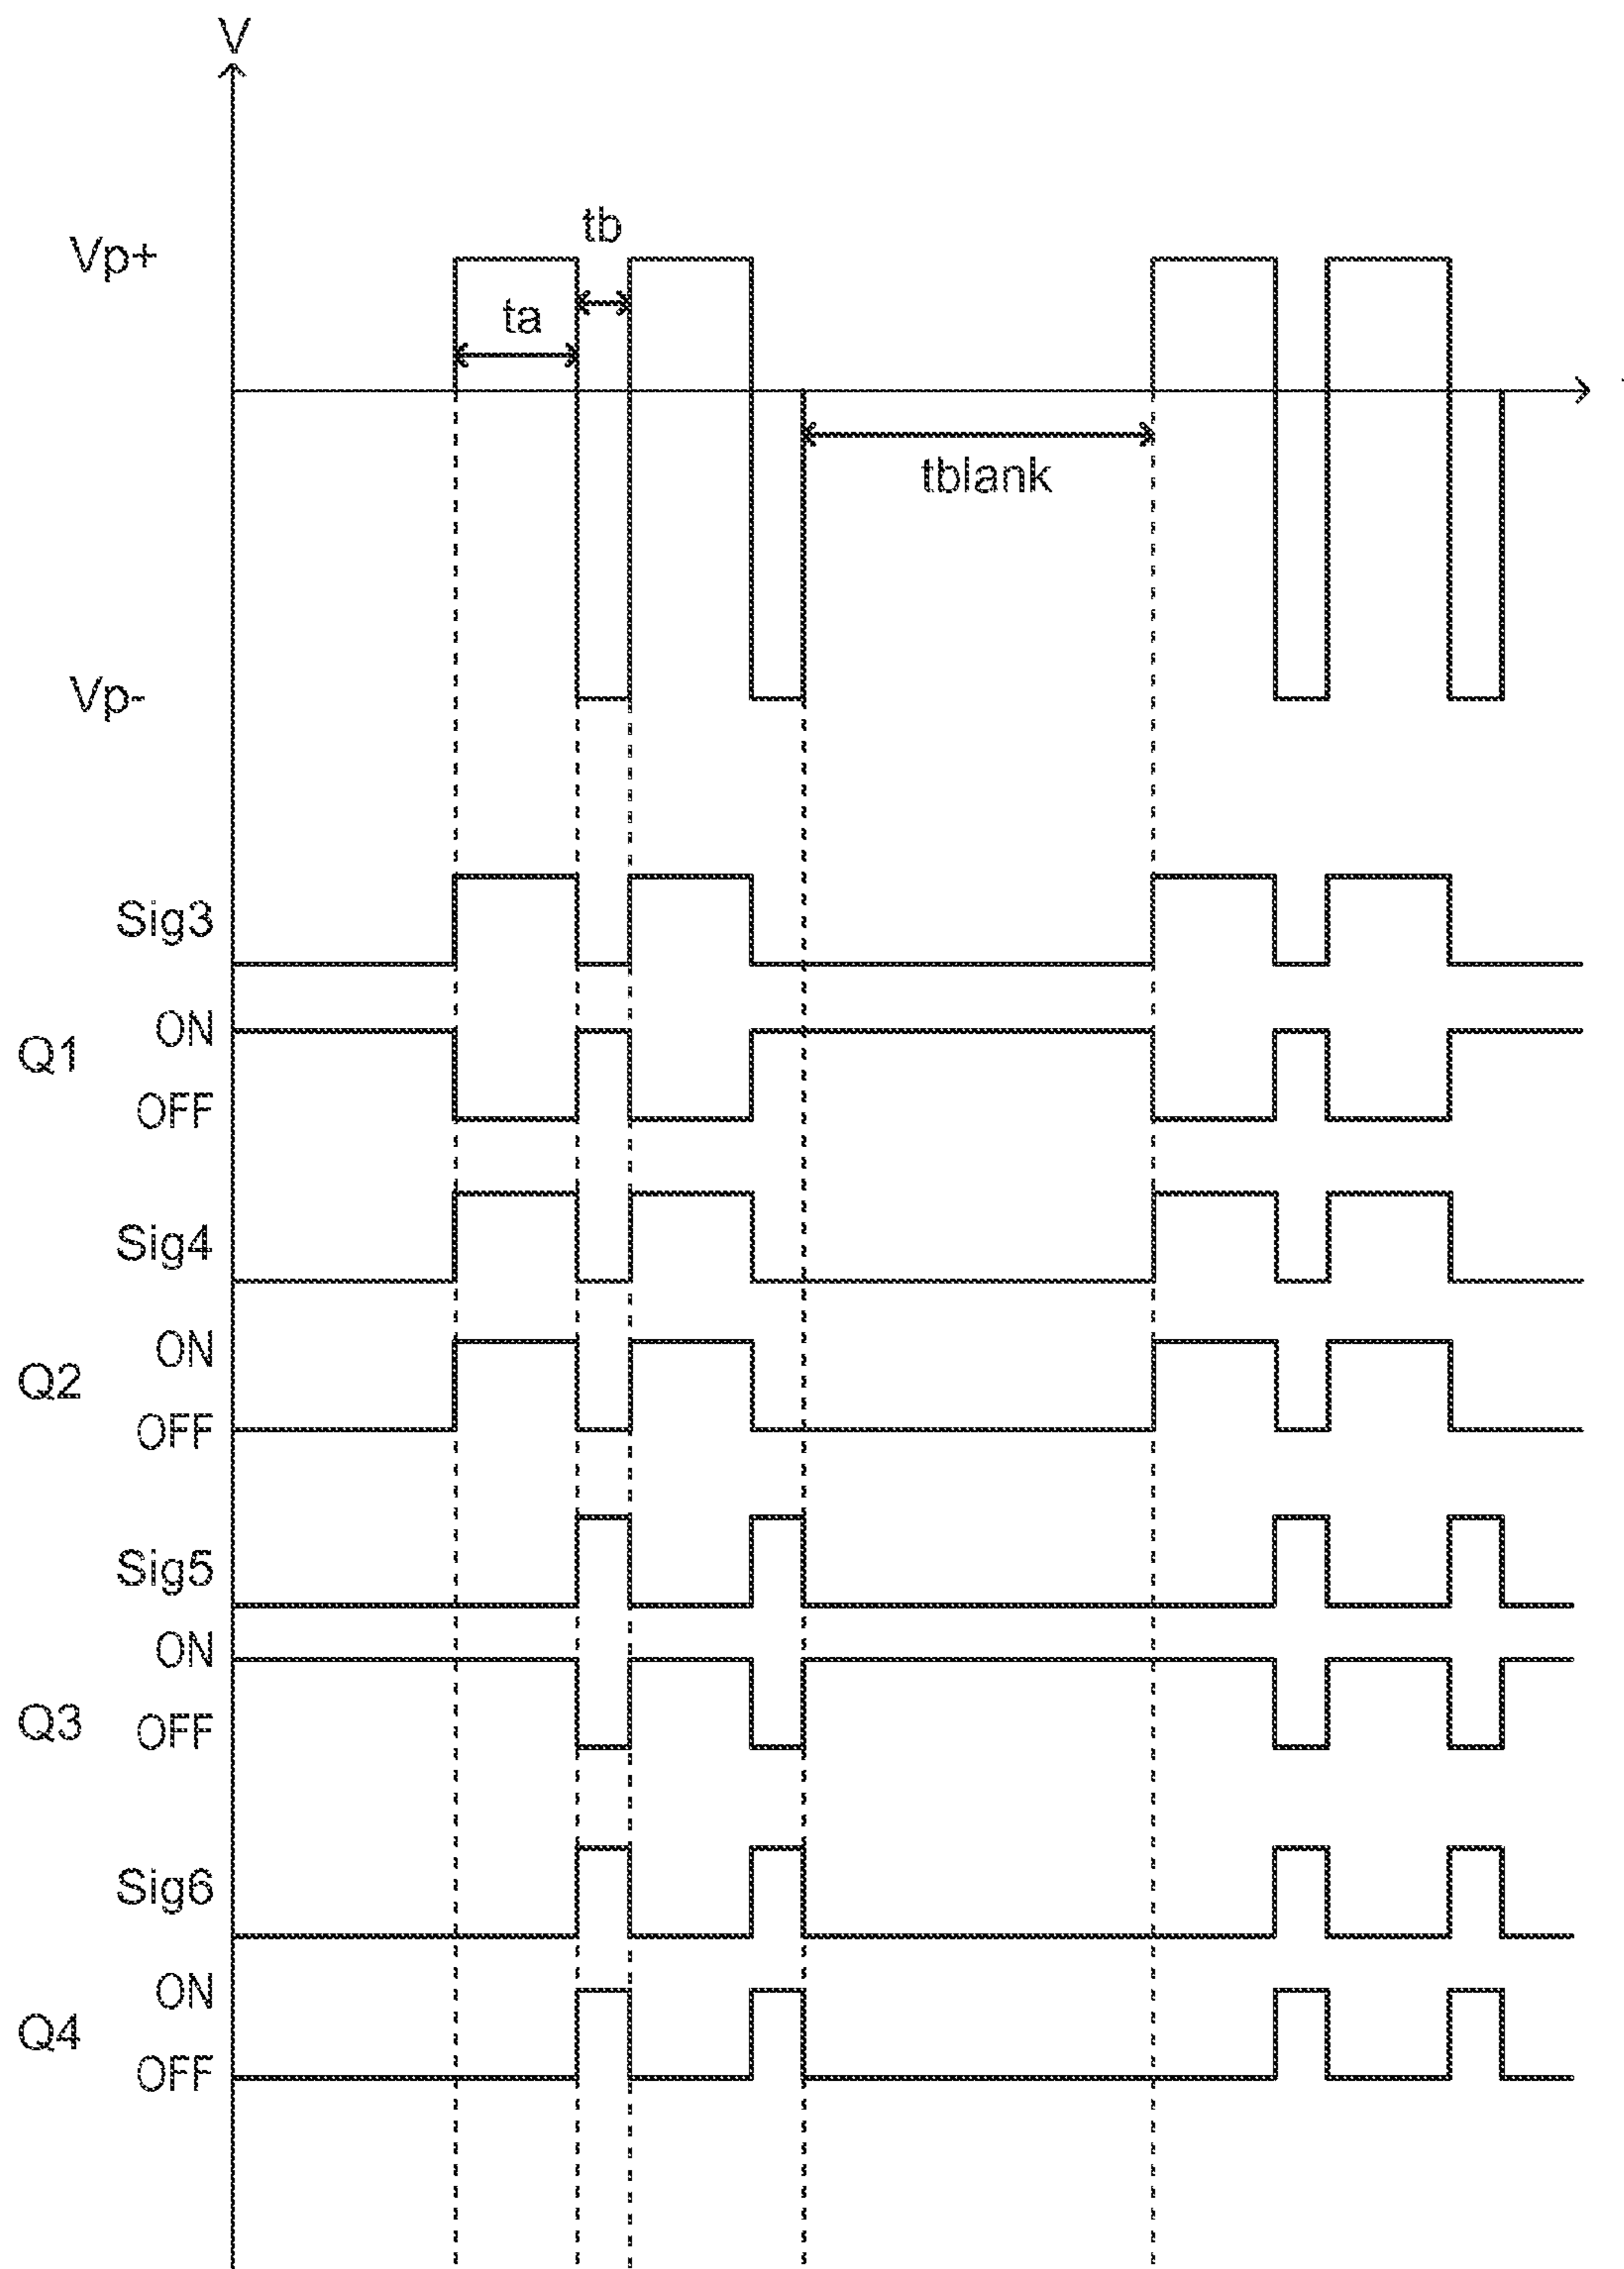 V
Vp+
tb
ta
tblank
Vp-
Sig3
ON
Q1
OFF
Sig4
ON
Q2
OFF
Sig5
ON
Q3
OFF
Sig6
ON
Q4
OFF